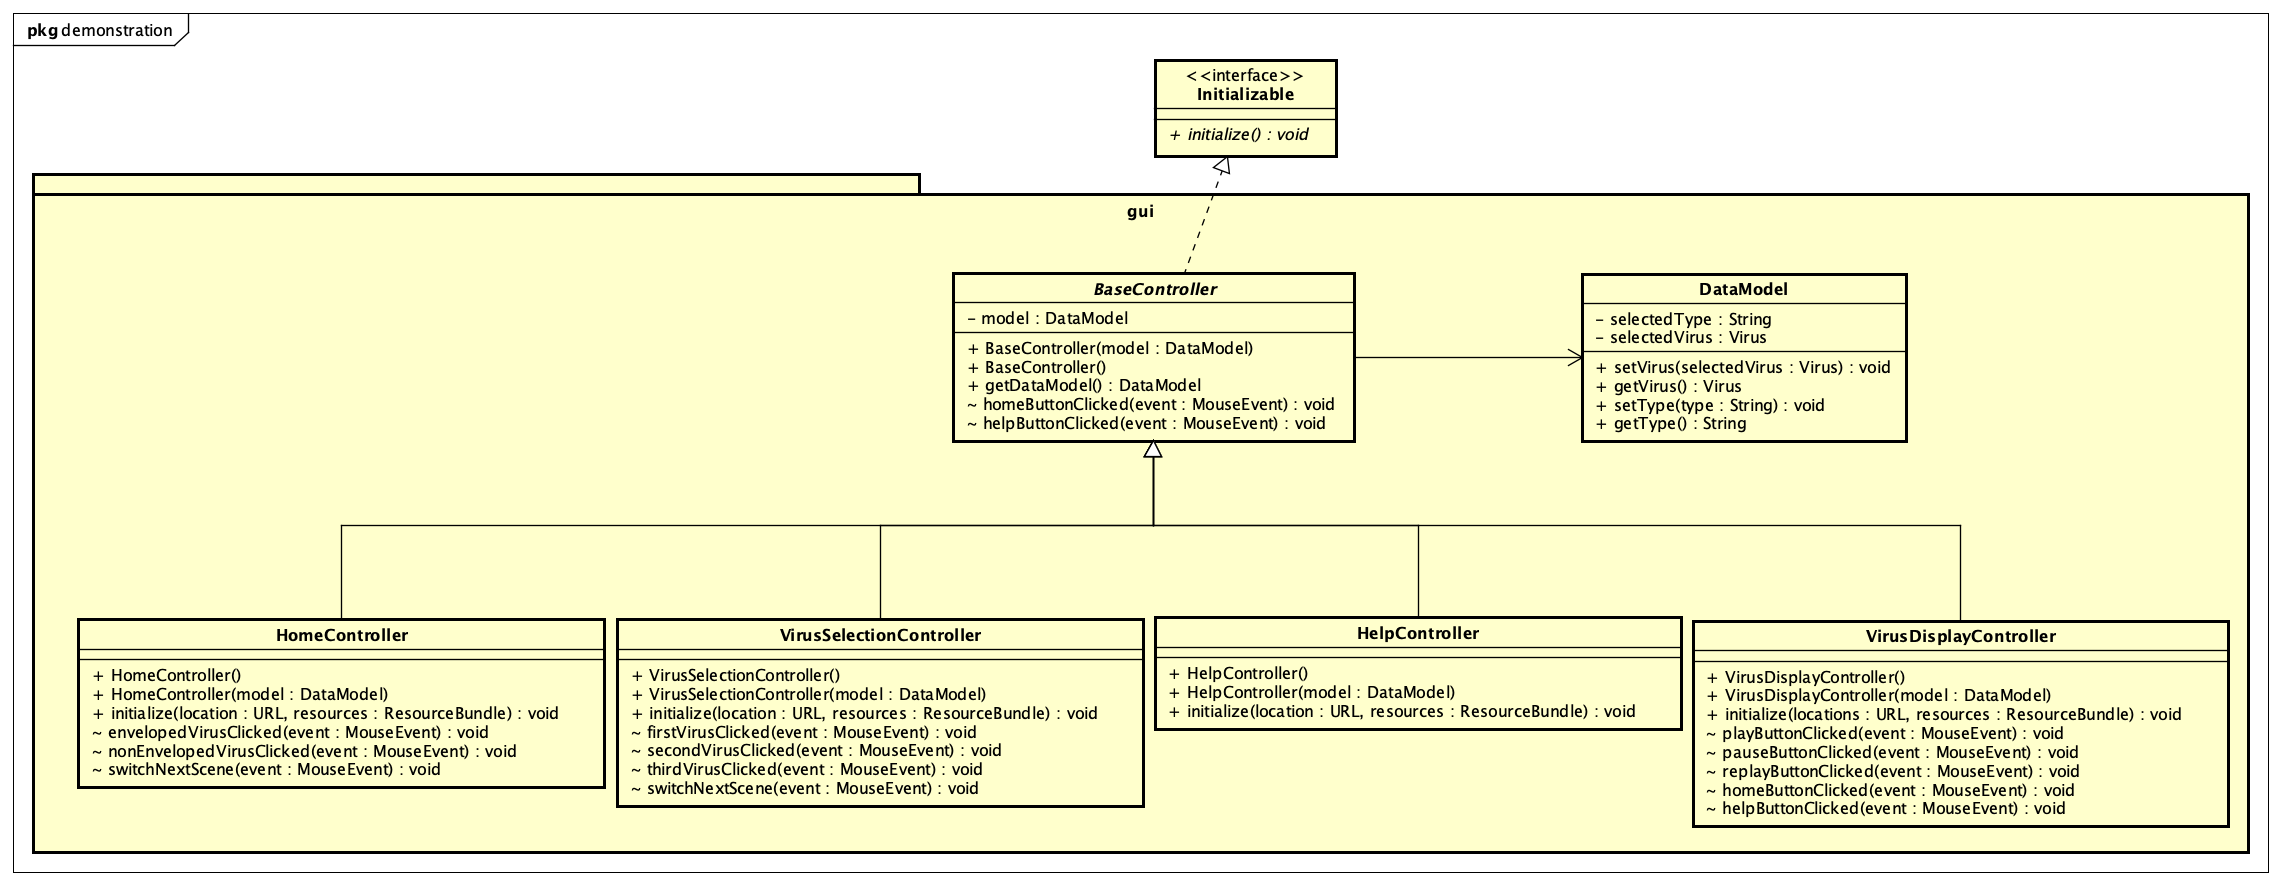 pkg demonstration
<<interface>>
Initializable
+ initialize() : void
gui
BaseController
- model : DataModel
+ BaseController(model : DataModel)
+ BaseController()
+ getDataModel() : DataModel
~ homeButtonClicked(event : MouseEvent) : void
~ helpButtonClicked(event : MouseEvent) : void
DataModel
- selectedType : String
- selectedVirus : Virus
+ setVirus(selectedVirus : Virus) : void
+ getVirus() : Virus
+ setType(type : String) : void
+ getType() : String
HomeController
+ HomeController()
+ HomeController(model : DataModel)
+ initialize(location : URL, resources : ResourceBundle) : void
~ envelopedVirusClicked(event : MouseEvent) : void
~ nonEnvelopedVirusClicked(event : MouseEvent) : void
~ switchNextScene(event : MouseEvent) : void
VirusSelectionController
+ VirusSelectionController()
+ VirusSelectionController(model : DataModel)
+ initialize(location : URL, resources : ResourceBundle) : void
~ firstVirusClicked(event : MouseEvent) : void
~ secondVirusClicked(event : MouseEvent) : void
~ thirdVirusClicked(event : MouseEvent) : void
~ switchNextScene(event : MouseEvent) : void
HelpController
+ HelpController()
+ HelpController(model : DataModel)
+ initialize(location : URL, resources : ResourceBundle) : void
VirusDisplayController
+ VirusDisplayController()
+ VirusDisplayController(model : DataModel)
+ initialize(locations : URL, resources : ResourceBundle) : void
~ playButtonClicked(event : MouseEvent) : void
~ pauseButtonClicked(event : MouseEvent) : void
~ replayButtonClicked(event : MouseEvent) : void
~ homeButtonClicked(event : MouseEvent) : void
~ helpButtonClicked(event : MouseEvent) : void